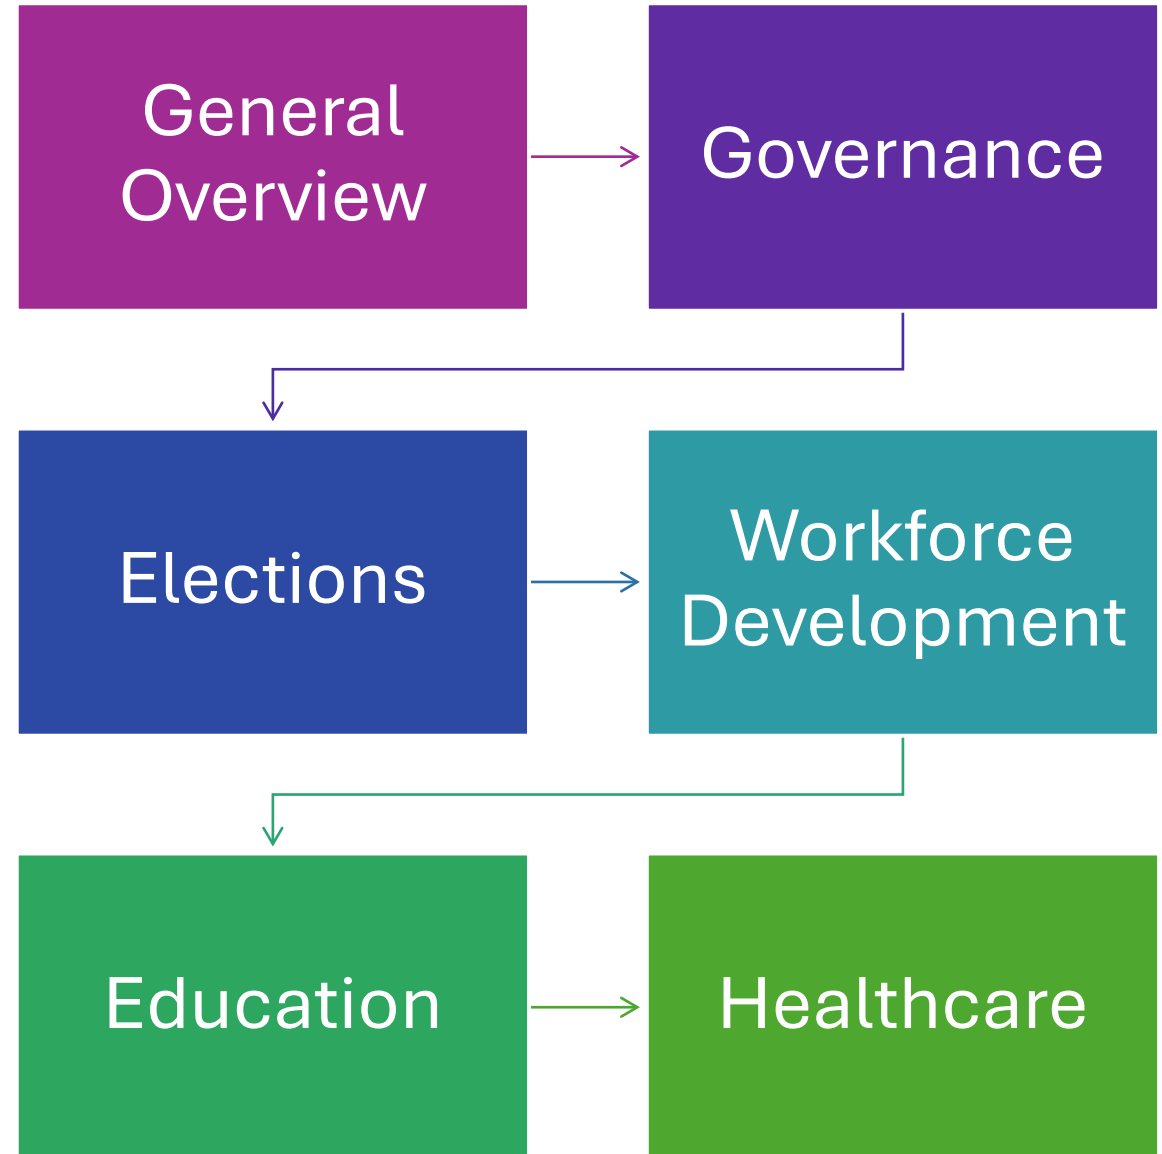 General
Overview
Governance
Elections
Workforce
Development
Education
Healthcare